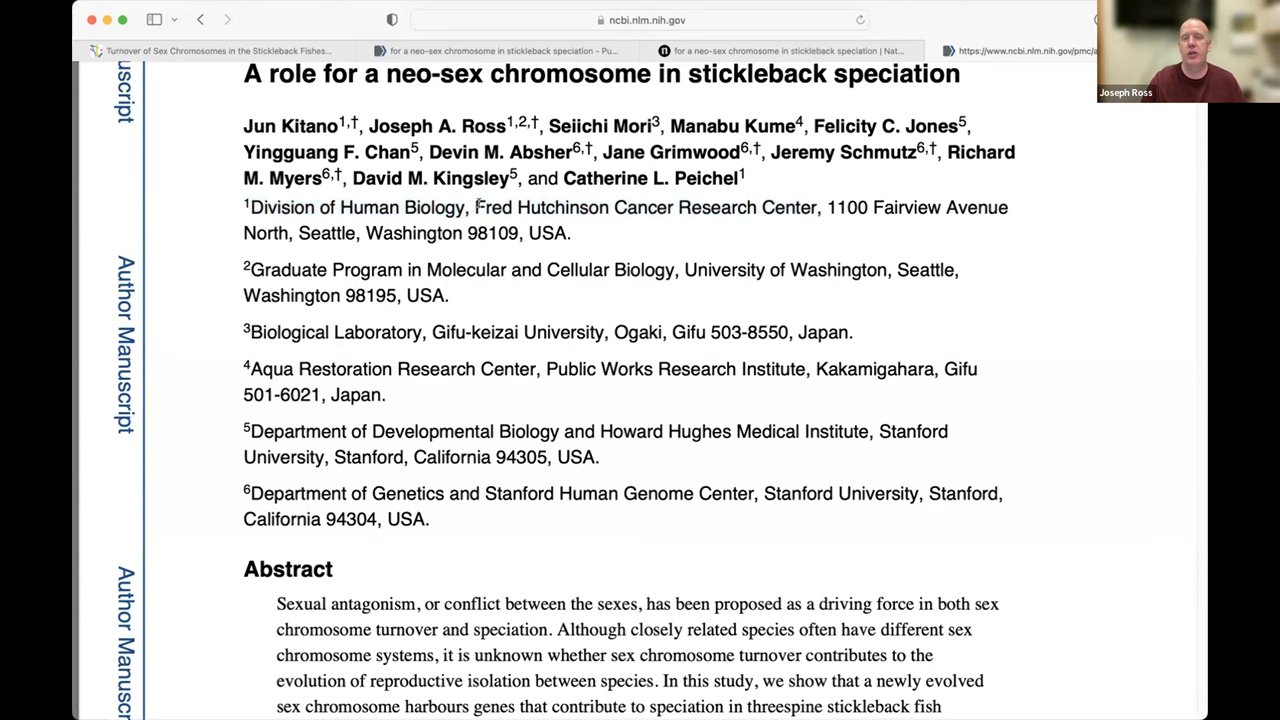 ncbi.nlm.nih.gov
Turnover of Sex Chromosomes in the Stickleback Fishes...
for a neo-sex chromosome in stickleback speciation - Pu...
for a neo-sex chromosome in stickleback speciation | Nat...
https://www.ncbi.nlm.nih.gov/pmc/a
Joseph Ross
uscript
Author Manuscript
Author Manuscr
A role for a neo-sex chromosome in stickleback speciation
Jun Kitano1,†, Joseph A. Ross1,2,†, Seiichi Mori3, Manabu Kume4, Felicity C. Jones5,
Yingguang F. Chan5, Devin M. Absher6,†, Jane Grimwood6,†, Jeremy Schmutz6,†, Richard
M. Myers6,†, David M. Kingsley5, and Catherine L. Peichel1
1Division of Human Biology, Fred Hutchinson Cancer Research Center, 1100 Fairview Avenue
North, Seattle, Washington 98109, USA.
2Graduate Program in Molecular and Cellular Biology, University of Washington, Seattle,
Washington 98195, USA.
3Biological Laboratory, Gifu-keizai University, Ogaki, Gifu 503-8550, Japan.
4Aqua Restoration Research Center, Public Works Research Institute, Kakamigahara, Gifu
501-6021, Japan.
5Department of Developmental Biology and Howard Hughes Medical Institute, Stanford
University, Stanford, California 94305, USA.
6Department of Genetics and Stanford Human Genome Center, Stanford University, Stanford,
California 94304, USA.
Abstract
Sexual antagonism, or conflict between the sexes, has been proposed as a driving force in both sex
chromosome turnover and speciation. Although closely related species often have different sex
chromosome systems, it is unknown whether sex chromosome turnover contributes to the
evolution of reproductive isolation between species. In this study, we show that a newly evolved
sex chromosome harbours genes that contribute to speciation in threespine stickleback fish